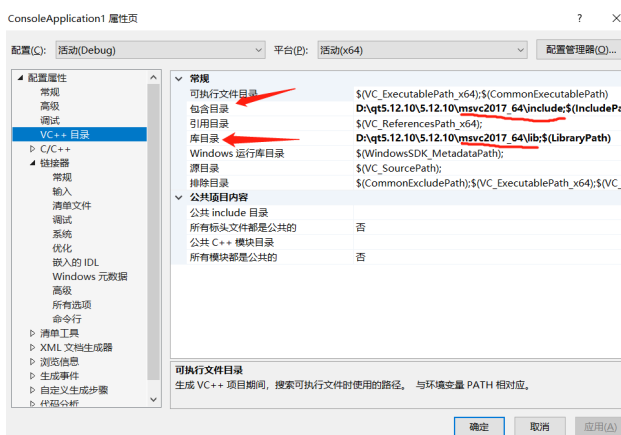 ConsoleApplication1 属性页
? ×
配置(C): 活动(Debug) 平台(P): 活动(x64) 配置管理器(O)...
配置属性
常规
高级
调试
VC++ 目录
C/C++
链接器
常规
输入
清单文件
调试
系统
优化
嵌入的 IDL
Windows 元数据
高级
所有选项
命令行
清单工具
XML 文档生成器
浏览信息
生成事件
自定义生成步骤
代码分析
常规
可执行文件目录 $(VC_ExecutablePath_x64);$(CommonExecutablePath)
包含目录 D:\qt5.12.10\5.12.10\msvc2017_64\include;$(IncludePa
引用目录 $(VC_ReferencesPath_x64);
库目录 D:\qt5.12.10\5.12.10\msvc2017_64\lib;$(LibraryPath)
Windows 运行库目录 $(WindowsSDK_MetadataPath);
源目录 $(VC_SourcePath);
排除目录 $(CommonExcludePath);$(VC_ExecutablePath_x64);$(VC_
公共项目内容
公共 include 目录
所有标头文件都是公共的 否
公共 C++ 模块目录
所有模块都是公共的 否
可执行文件目录
生成 VC++ 项目期间，搜索可执行文件时使用的路径。 与环境变量 PATH 相对应。
确定 取消 应用(A)